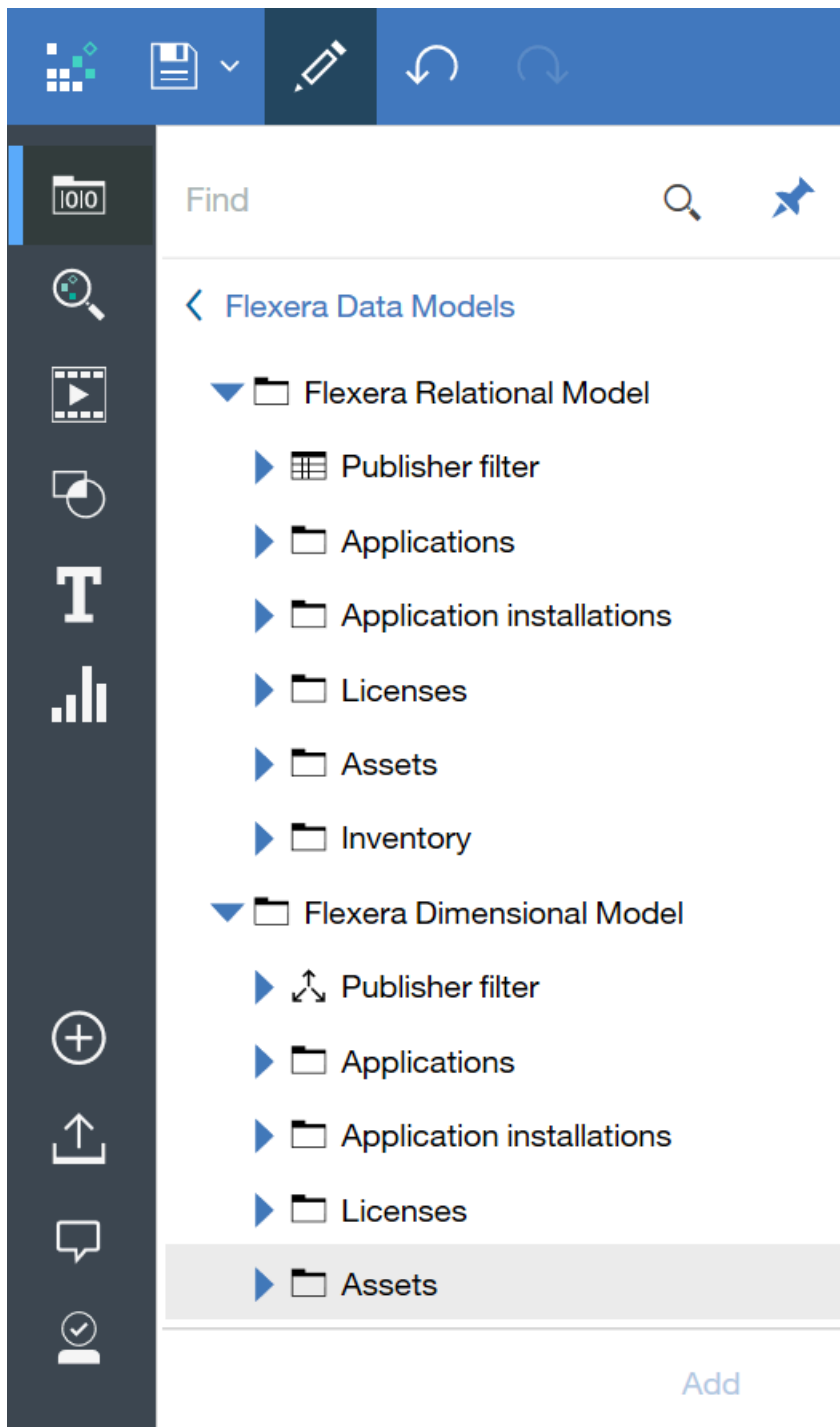 Find
Flexera Data Models
Flexera Relational Model
Publisher filter
Applications
Application installations
Licenses
Assets
Inventory
Flexera Dimensional Model
Publisher filter
Applications
Application installations
Licenses
Assets
Add